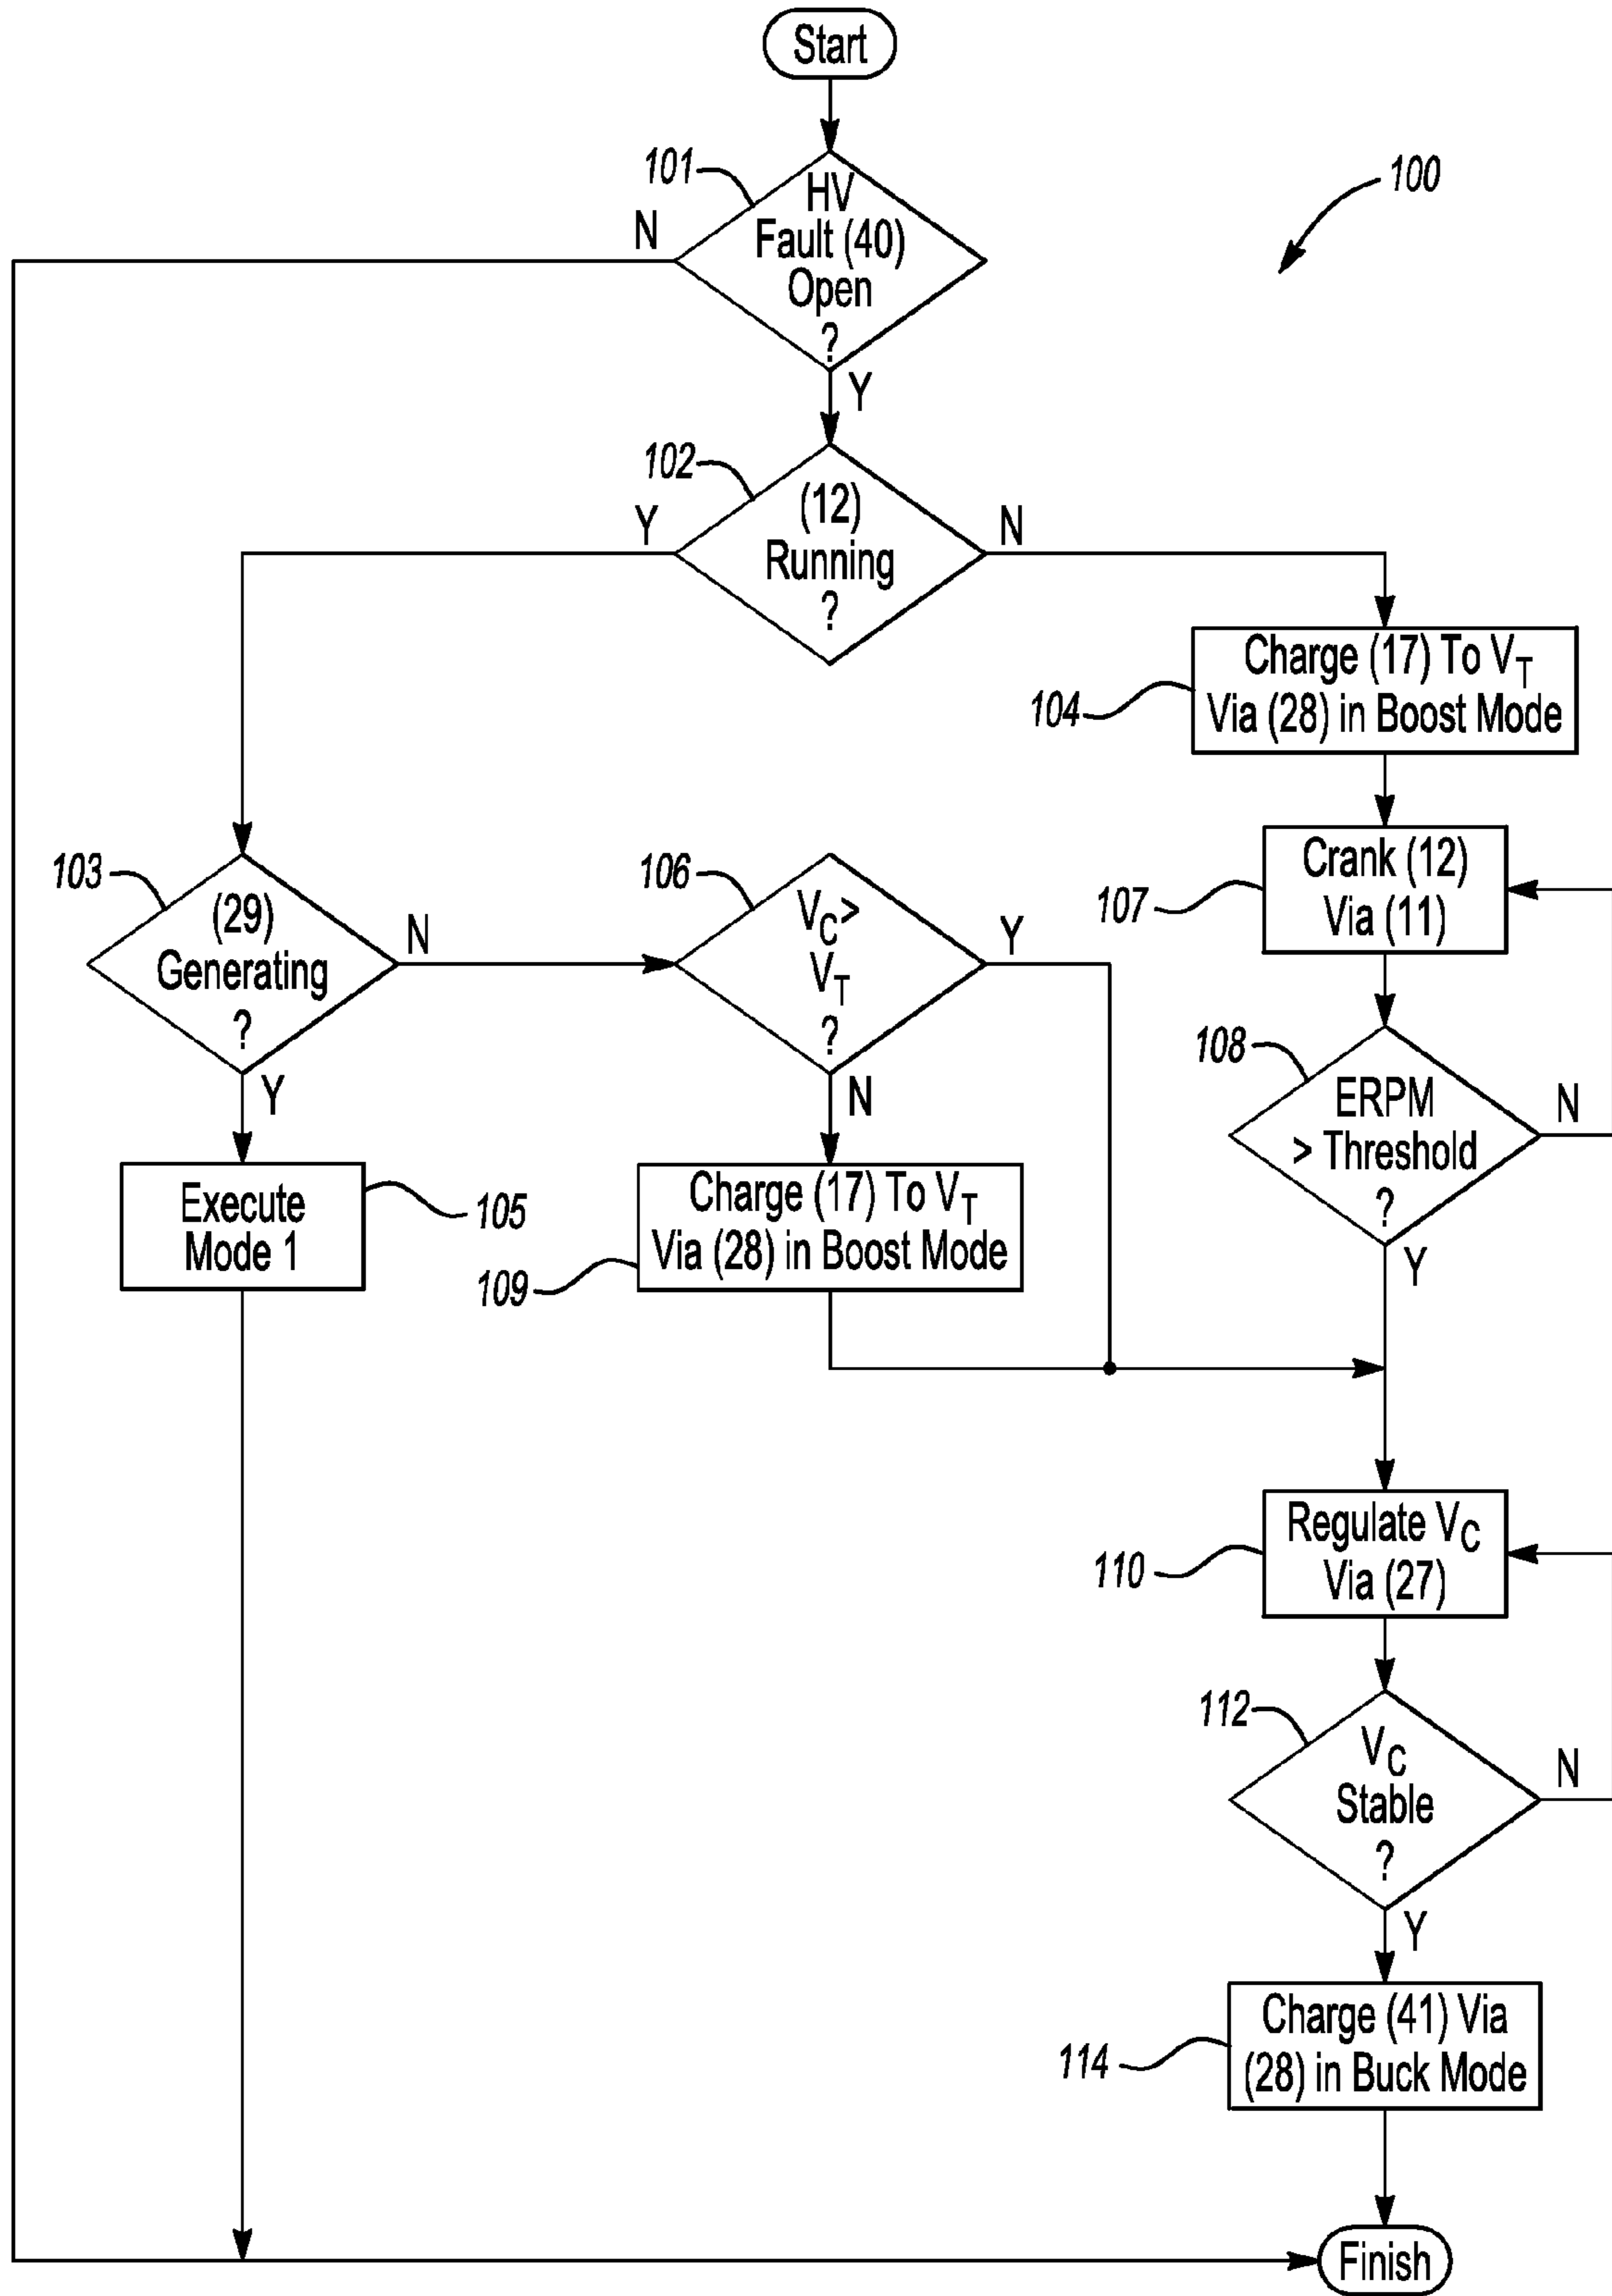 Start
101
HV
Fault (40)
Open
?
N
Y
100
102
(12)
Running
?
Y
N
104
Charge (17) To VT
Via (28) in Boost Mode
103
(29)
Generating
?
N
Y
106
VC>
VT
?
Y
N
107
Crank (12)
Via (11)
108
ERPM
> Threshold
?
N
Y
Execute
Mode 1
105
109
Charge (17) To VT
Via (28) in Boost Mode
110
Regulate VC
Via (27)
112
VC
Stable
?
N
Y
114
Charge (41) Via
(28) in Buck Mode
Finish